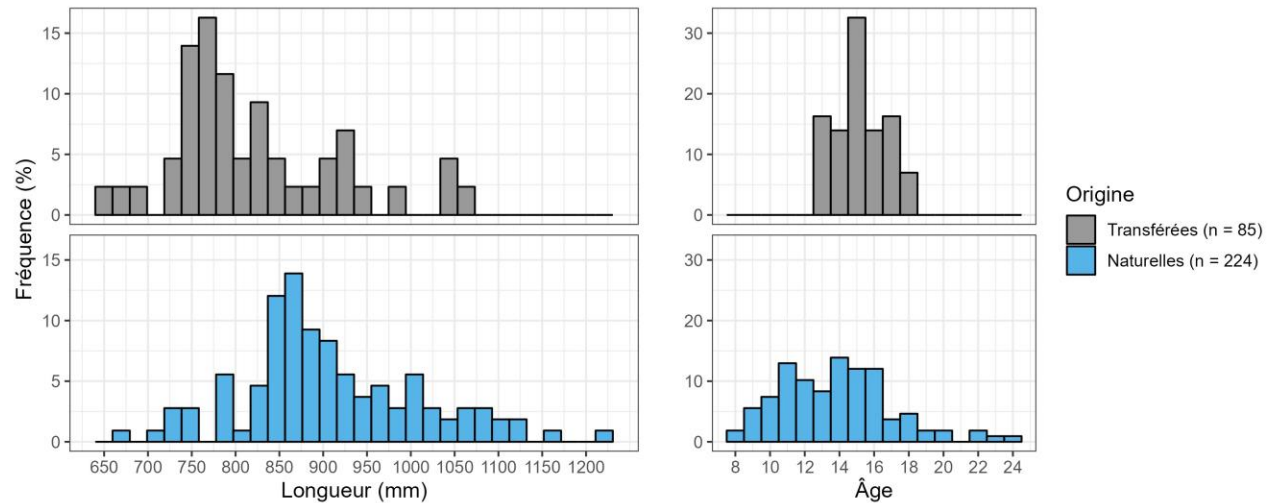 Fréquence (%)
15
10
5
0
30
20
10
0
15
10
5
0
30
20
10
0
650 700 750 800 850 900 950 1000 1050 1100 1150 1200
8 10 12 14 16 18 20 22 24
Longueur (mm)
Âge
Origine
Transférées (n = 85)
Naturelles (n = 224)